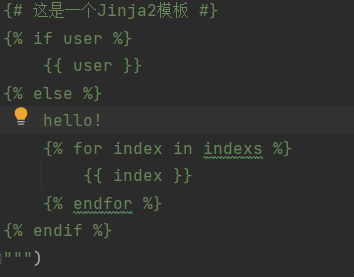 {# 这是一个Jinja2模板 #}
{% if user %}
    {{ user }}
{% else %}
    hello!
    {% for index in indexs %}
        {{ index }}
    {% endfor %}
{% endif %}
""")